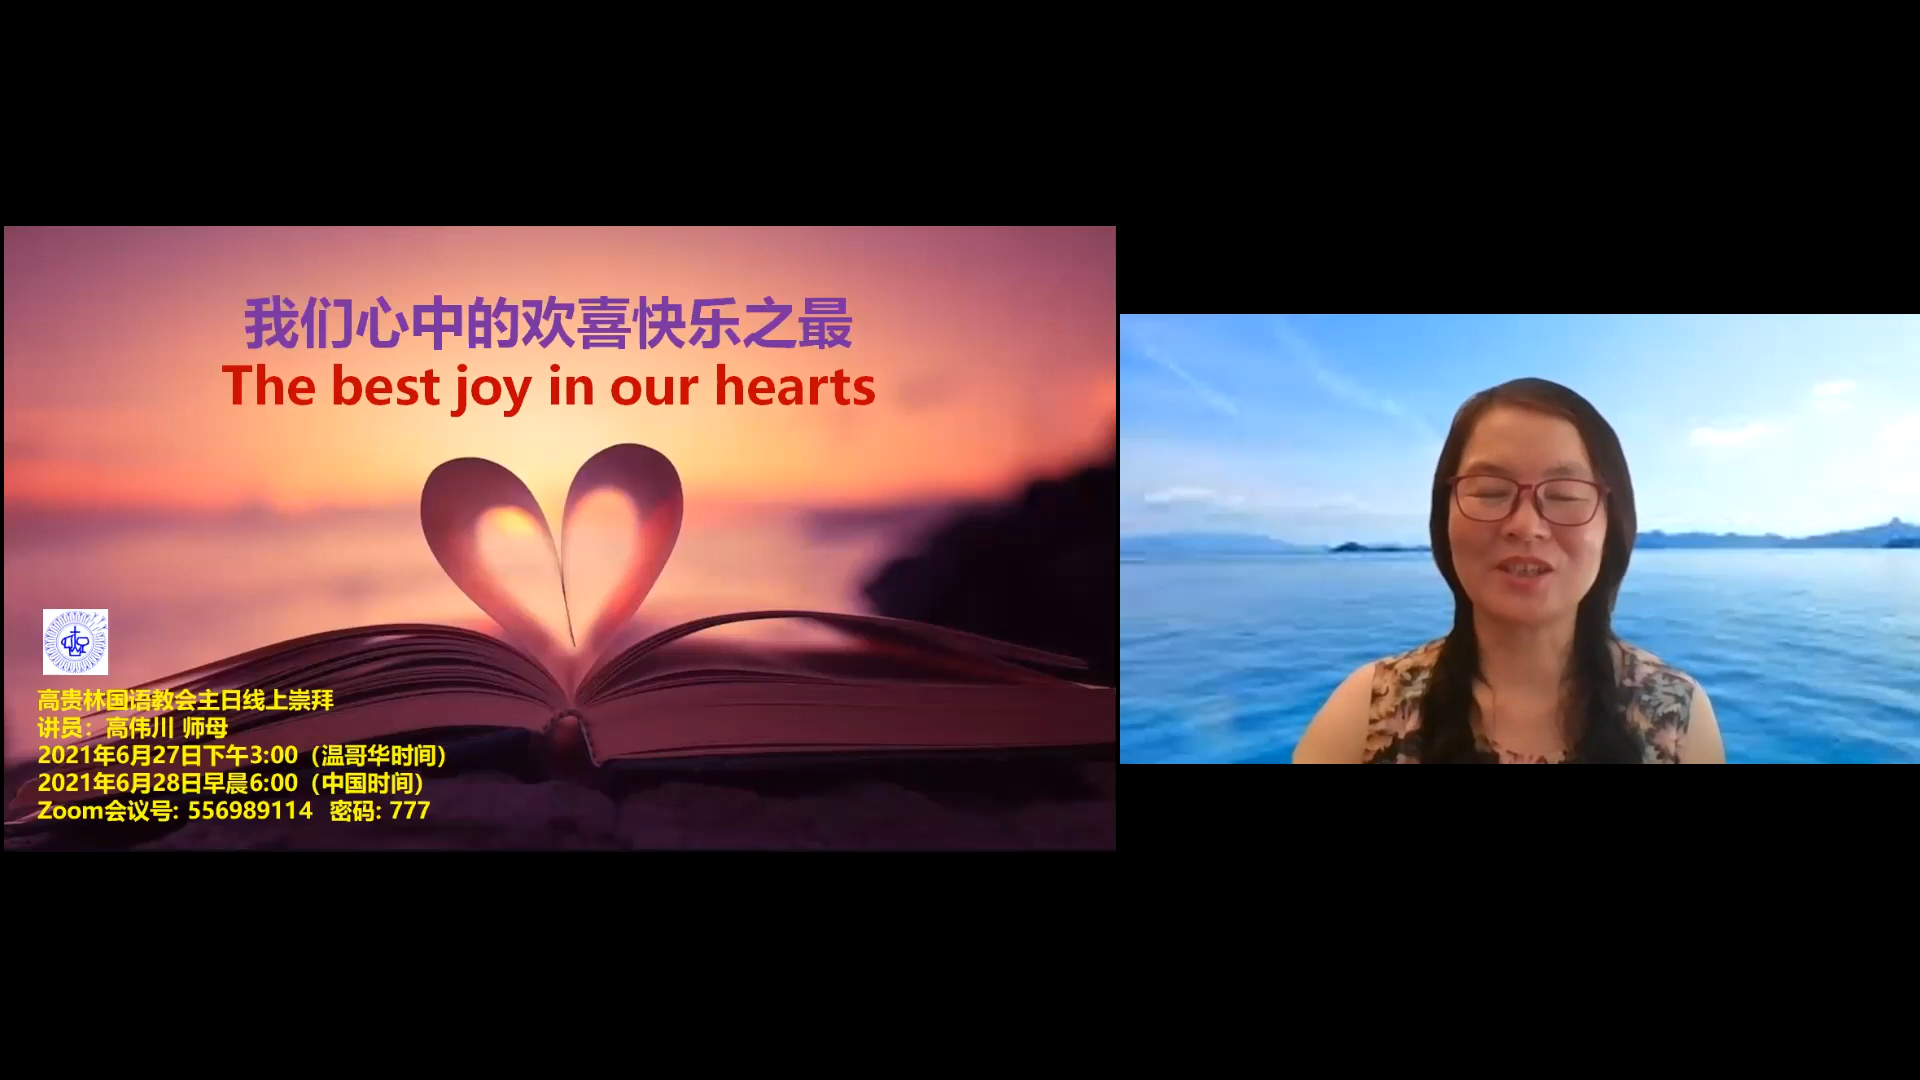 我们心中的欢喜快乐之最
The best joy in our hearts
高贵林国语教会主日线上崇拜
讲员：高伟川 师母
2021年6月27日下午3:00（温哥华时间）
2021年6月28日早晨6:00（中国时间）
Zoom会议号: 556989114 密码: 777